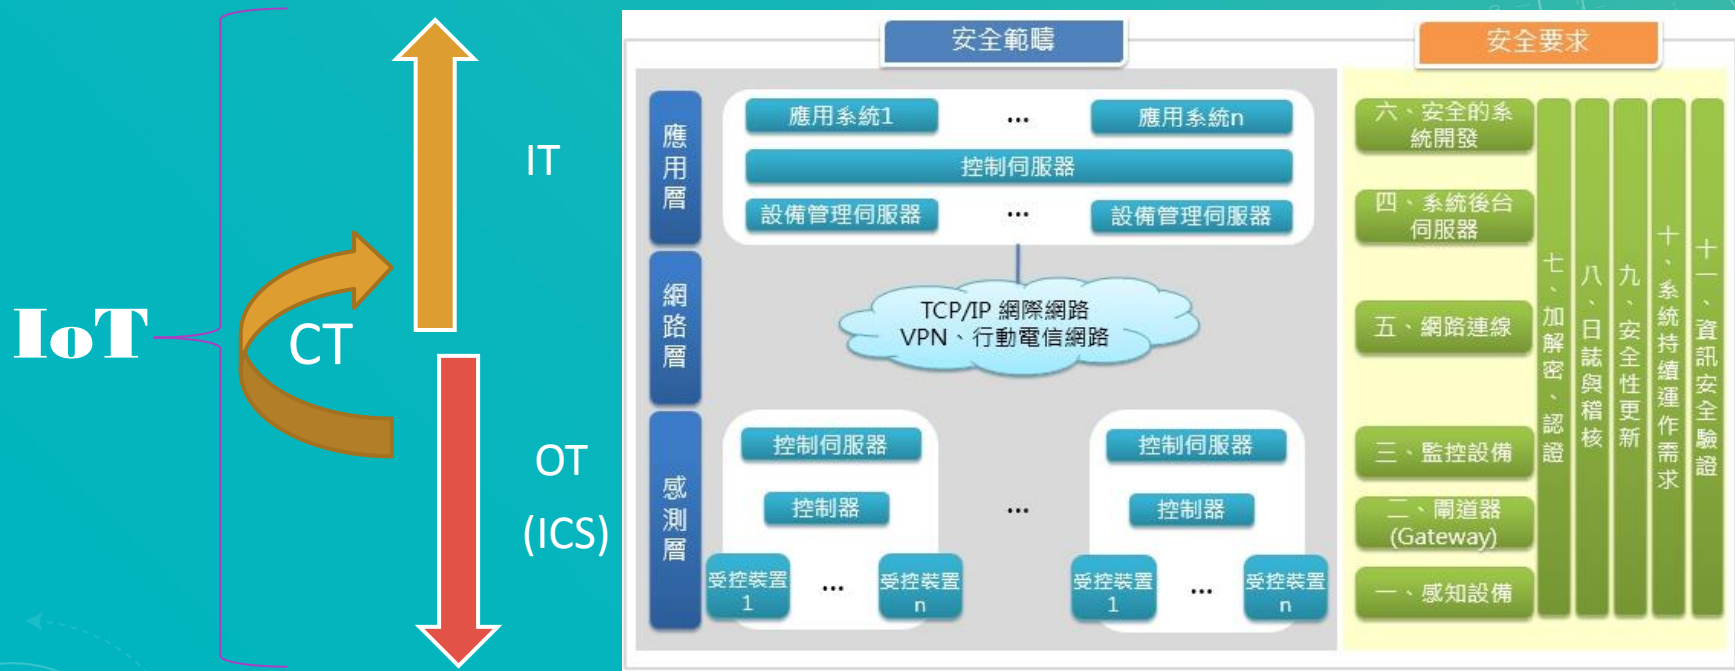 IoT
IT
CT
OT
(ICS)
安全範疇
應用層
應用系統1
...
應用系統n
控制伺服器
設備管理伺服器
...
設備管理伺服器
網路層
TCP/IP 網際網路
VPN、行動電信網路
感測層
控制伺服器
控制器
受控裝置
1
...
受控裝置
n
...
控制伺服器
控制器
受控裝置
1
...
受控裝置
n
安全要求
六、安全的系
統開發
四、系統後台
伺服器
五、網路連線
三、監控設備
二、閘道器
(Gateway)
一、感知設備
七、加解密、認證
八、日誌與稽核
九、安全性更新
十、系統持續運作需求
十一、資訊安全驗證